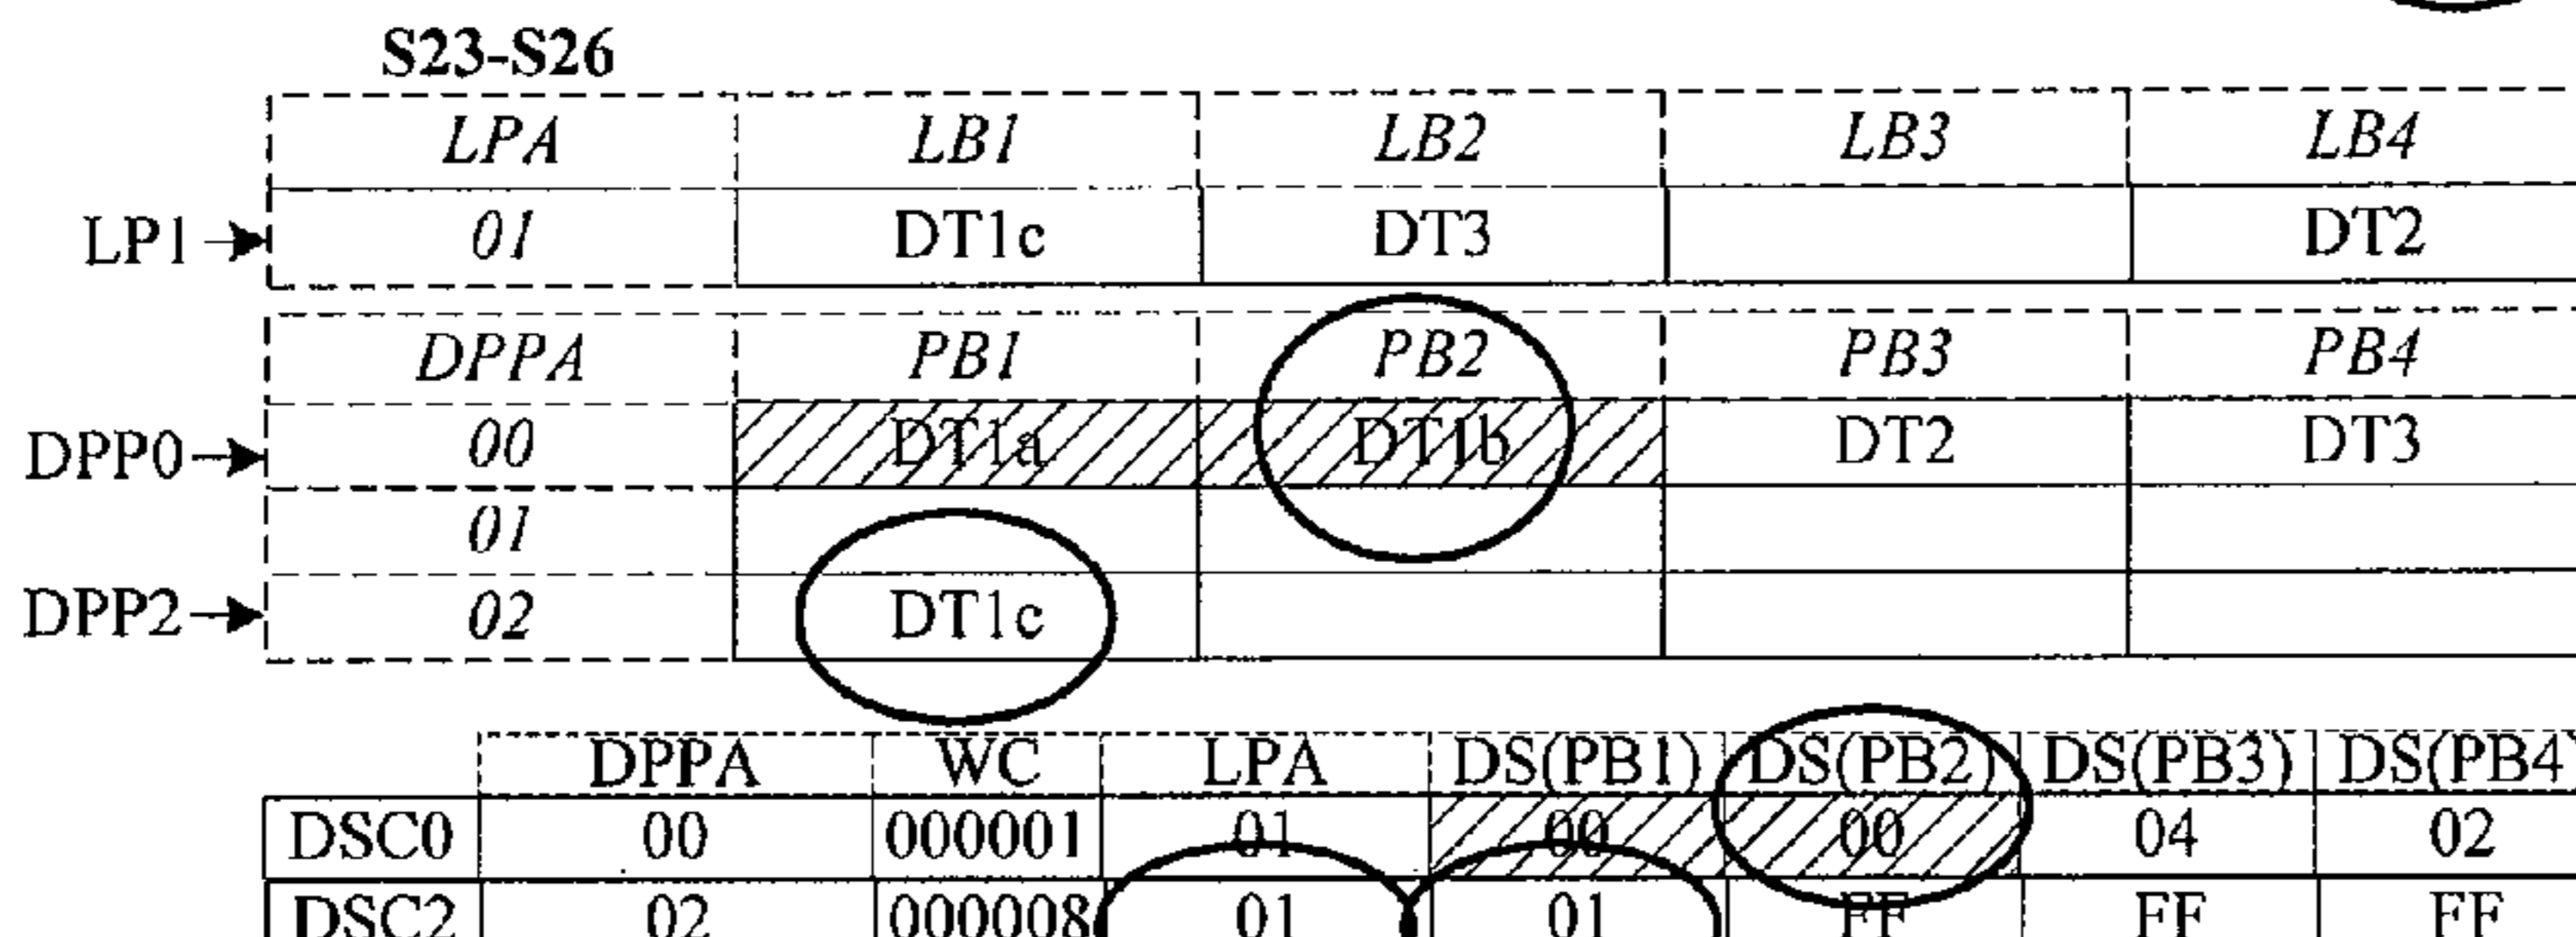 S23-S26
LPA LB1 LB2 LB3 LB4
LP1 01 DT1c DT3 DT2
DPPA PB1 PB2 PB3 PB4
DPP0 00 DT1a DT1b DT2 DT3
01
DPP2 02 DT1c
DPPA WC LPA DS(PB1) DS(PB2) DS(PB3) DS(PB4)
DSC0 00 000001 01 00 00 04 02
DSC2 02 000008 01 01 FF FF FF